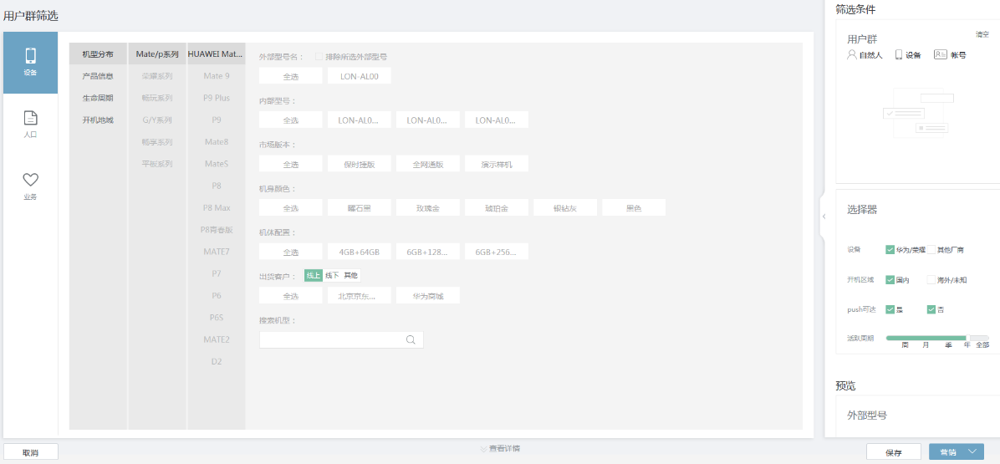 用户群筛选
设备
人口
业务
机型分布
产品信息
生命周期
开机地域
Mate/p系列
荣耀系列
畅玩系列
G/Y系列
畅享系列
平板系列
HUAWEI Mat...
Mate 9
P9 Plus
P9
Mate8
MateS
P8
P8 Max
P8青春版
MATE7
P7
P6
P6S
MATE2
D2
外部型号名： 排除所选外部型号
全选 LON-AL00
内部型号：
全选 LON-AL0... LON-AL0... LON-AL0...
市场版本：
全选 保时捷版 全网通版 演示样机
机身颜色：
全选 曜石黑 玫瑰金 琥珀金 银钻灰 黑色
机体配置：
全选 4GB+64GB 6GB+128... 6GB+256...
出货客户： 线上 线下 其他
全选 北京京东... 华为商城
搜索机型：
筛选条件
用户群 清空
自然人 设备 帐号
选择器
设备 华为/荣耀 其他厂商
开机区域 国内 海外/未知
push可达 是 否
活跃周期
周 月 季 年 全部
预览
外部型号
取消 查看详情 保存 营销